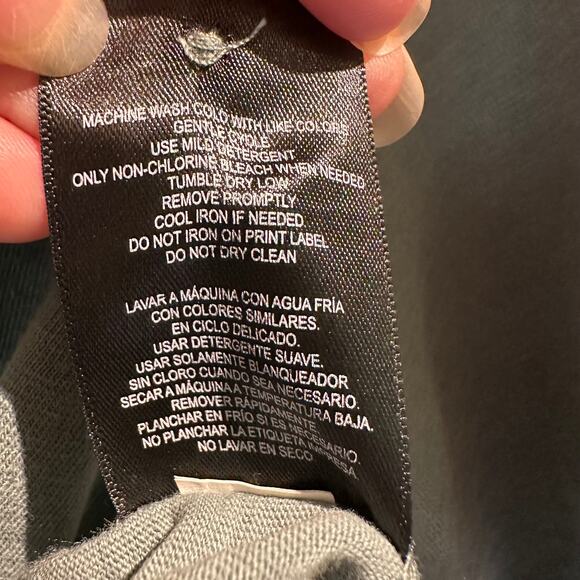 MACHINE WASH COLD WITH LIKE COLORS
GENTLE CYCLE
USE MILD DETERGENT
ONLY NON-CHLORINE BLEACH WHEN NEEDED
TUMBLE DRY LOW
REMOVE PROMPTLY
COOL IRON IF NEEDED
DO NOT IRON ON PRINT LABEL
DO NOT DRY CLEAN
LAVAR A MÁQUINA CON AGUA FRÍA
CON COLORES SIMILARES.
EN CICLO DELICADO.
USAR DETERGENTE SUAVE.
USAR SOLAMENTE BLANQUEADOR
SIN CLORO CUANDO SEA NECESARIO.
SECAR A MÁQUINA A TEMPERATURA BAJA.
REMOVER RÁPIDAMENTE
PLANCHAR EN FRÍO SI ES NECESARIO
NO PLANCHAR LA ETIQUETA IMPRESA
NO LAVAR EN SECO